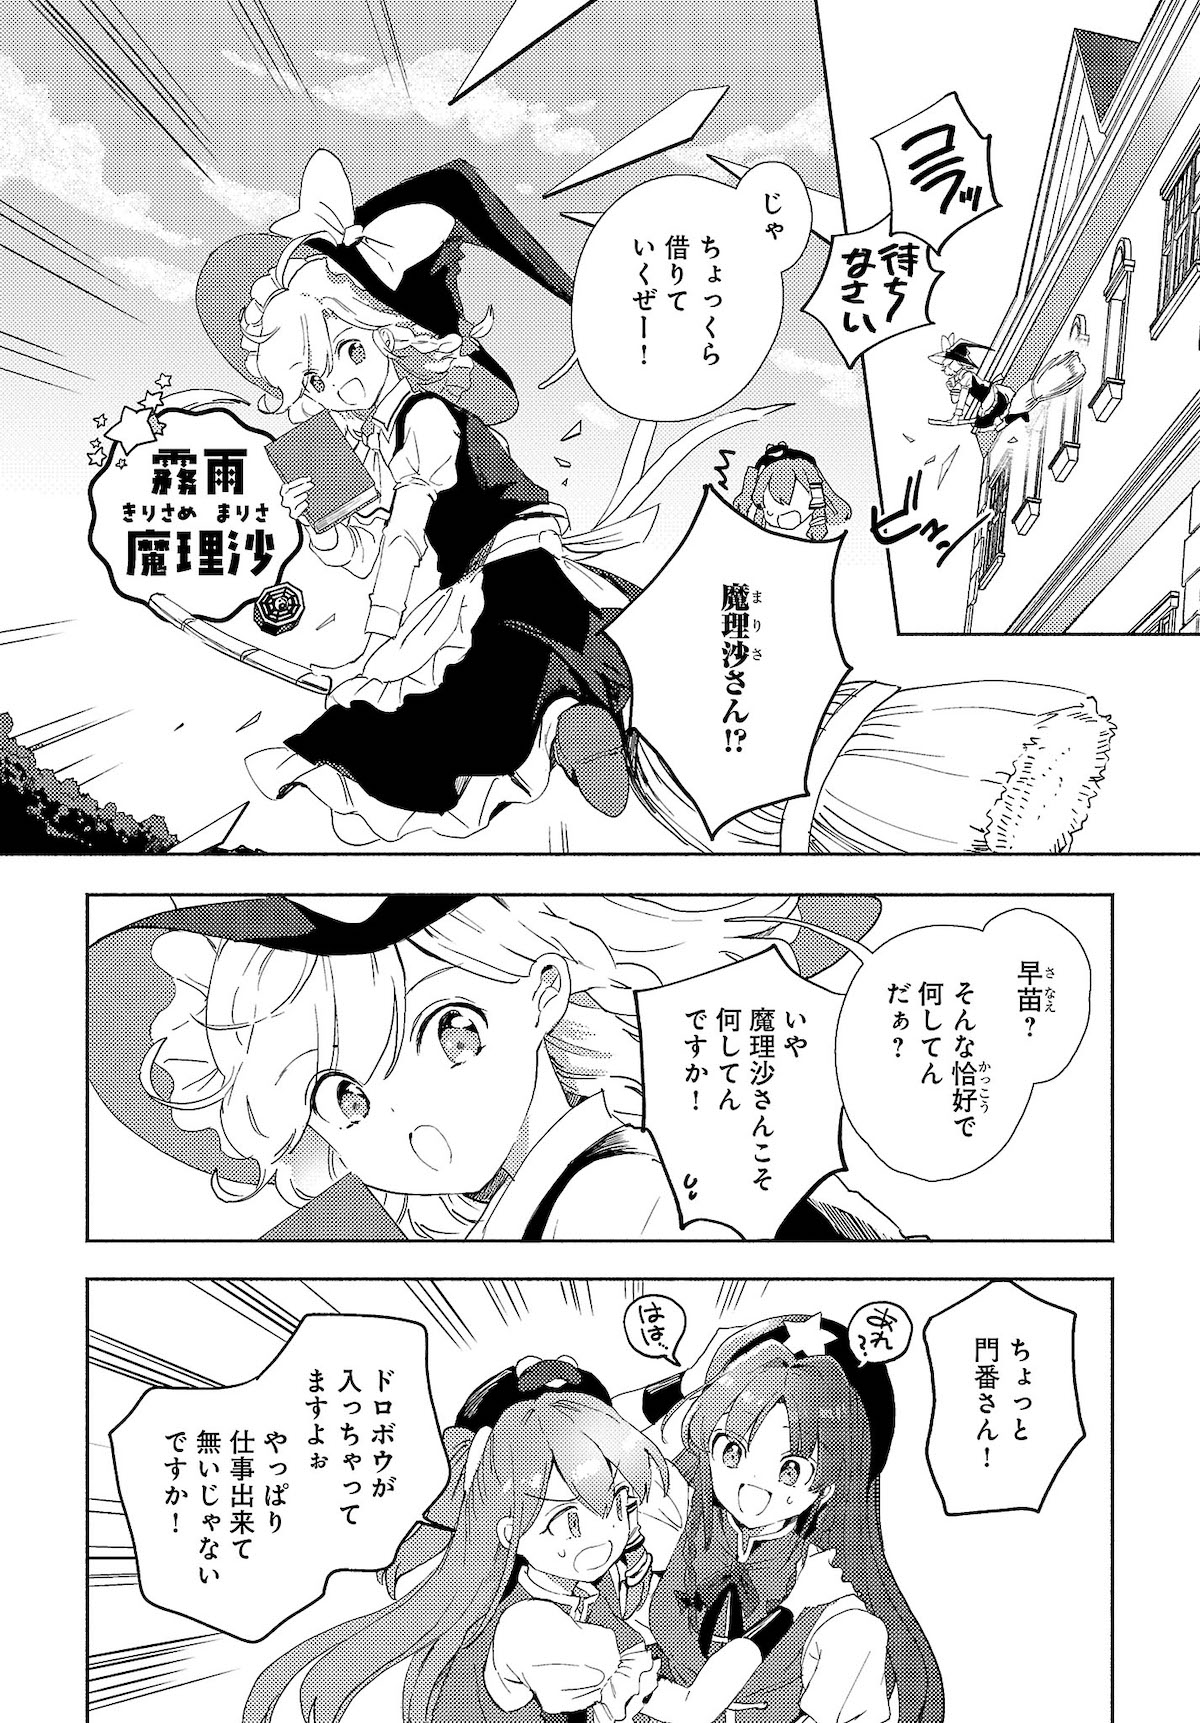 コラッ
待ち
なさい
ビュッ
じゃ
ちょっくら
借りて
いくぜー!
霧雨
きりさめ まりさ
魔理沙
まりさ
魔理沙さん!?
さなえ
早苗?
かっこう
そんな恰好で
何してん
だぁ?
いや
魔理沙さんこそ
何してん
ですか!
ちょっと
門番さん!
あれ?
はは…
ドロボウが
入っちゃって
ますよぉ
やっぱり
仕事出来て
無いじゃない
ですか!